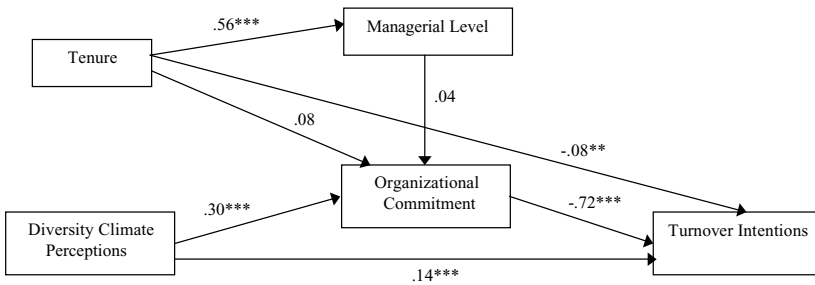 .56***
Managerial Level
Tenure
.04
.08
-.08**
Organizational
Commitment
.30***
-.72***
Diversity Climate
Perceptions
Turnover Intentions
.14***